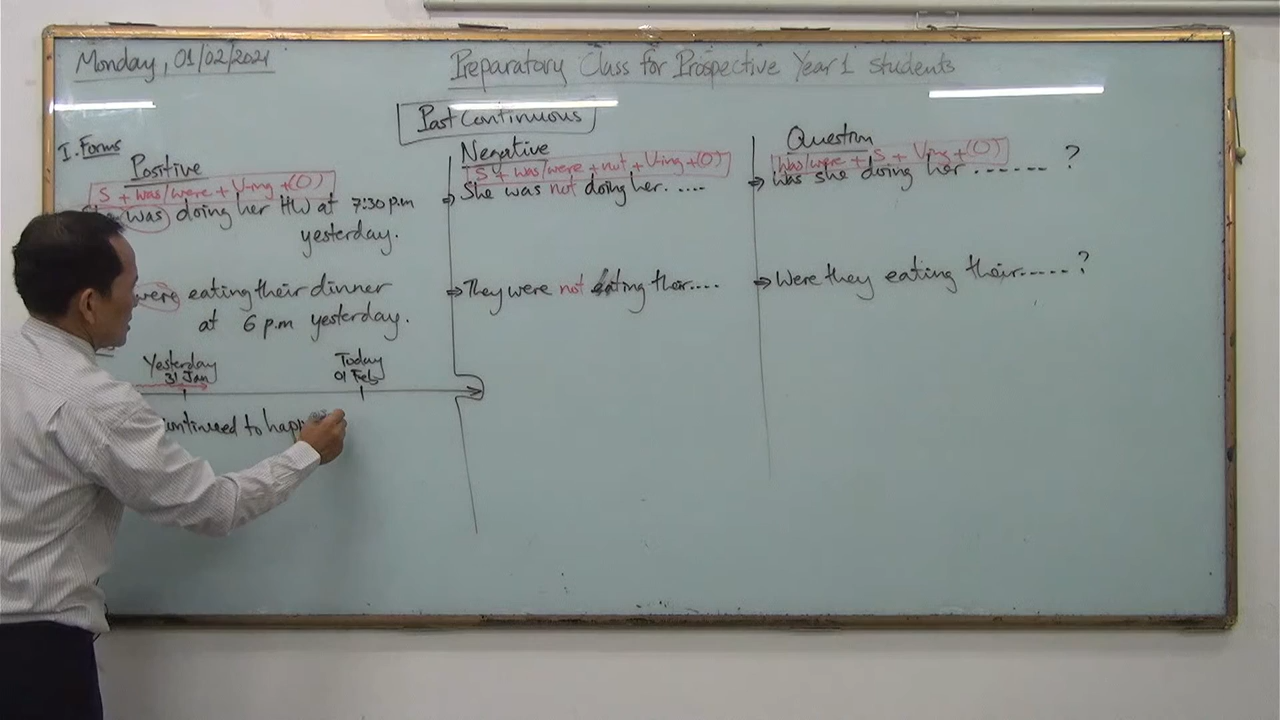 Monday, 01/02/2021
Preparatory Class for Prospective Year 1 students
Past Continuous
I. Forms
Positive
S + was/were + V-ing + (O)
She was doing her HW at 7:30 p.m
yesterday.
were eating their dinner
at 6 p.m yesterday.
Yesterday
31 Jan
Today
01 Feb
to
Negative
S + was/were + not + V-ing + (O)
⇒ She was not doing her.....
⇒ They were not eating their....
Question
Was/were + S + V-ing + (O)
?
⇒ Was she doing her .......
⇒ Were they eating their.....?